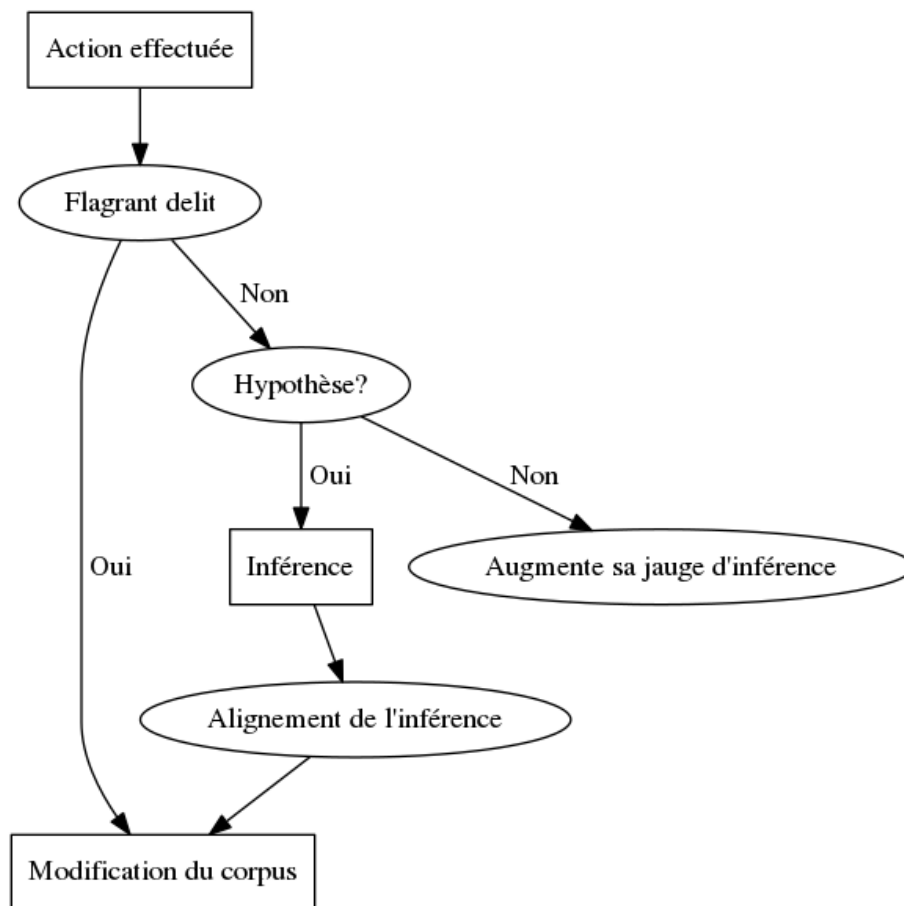 Action effectuée
Flagrant delit
Non
Hypothèse?
Oui
Non
Oui
Inférence
Augmente sa jauge d'inférence
Alignement de l'inférence
Modification du corpus